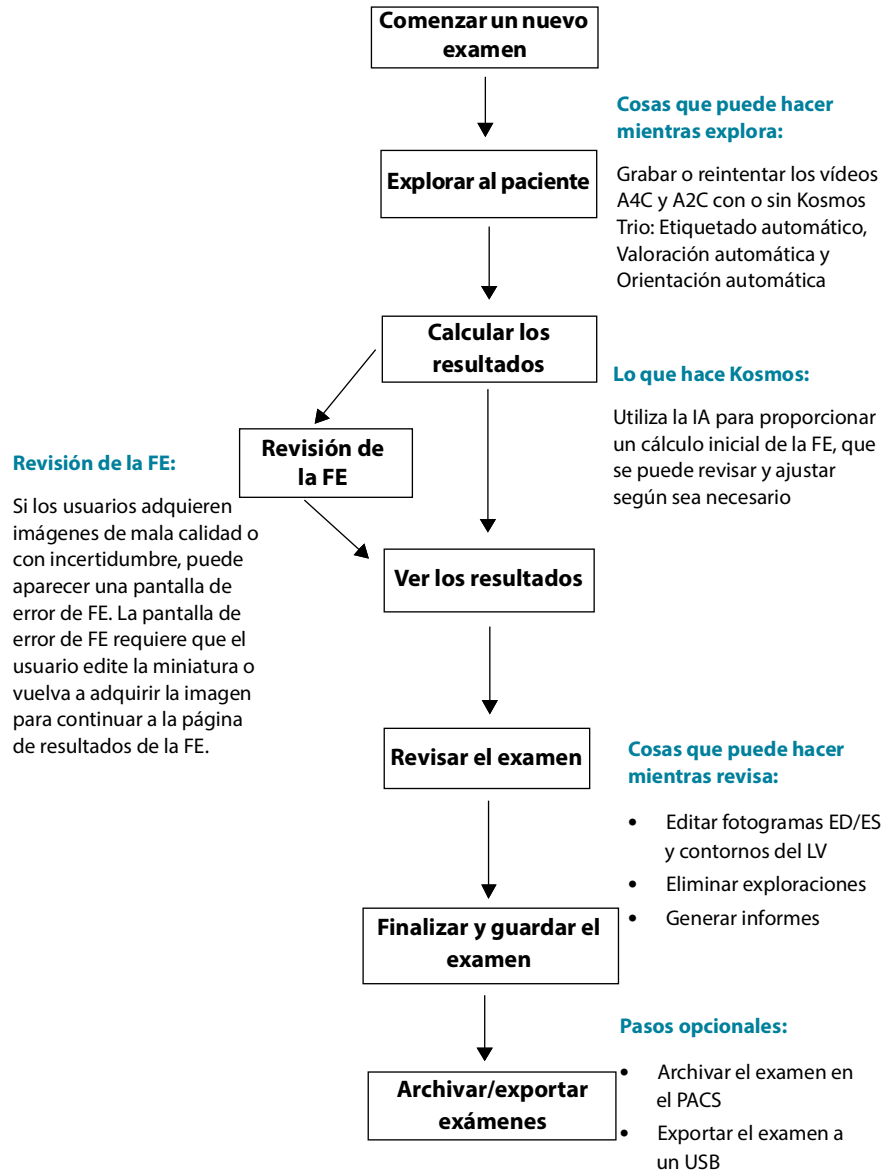 Comenzar un nuevo
examen
Cosas que puede hacer
mientras explora:
Grabar o reintentar los vídeos
A4C y A2C con o sin Kosmos
Trio: Etiquetado automático,
Valoración automática y
Orientación automática
Explorar al paciente
Calcular los
resultados
Lo que hace Kosmos:
Utiliza la IA para proporcionar
un cálculo inicial de la FE, que
se puede revisar y ajustar
según sea necesario
Revisión de
la FE
Revisión de la FE:
Si los usuarios adquieren
imágenes de mala calidad o
con incertidumbre, puede
aparecer una pantalla de
error de FE. La pantalla de
error de FE requiere que el
usuario edite la miniatura o
vuelva a adquirir la imagen
para continuar a la página
de resultados de la FE.
Ver los resultados
Revisar el examen
Cosas que puede hacer
mientras revisa:
• Editar fotogramas ED/ES
y contornos del LV
• Eliminar exploraciones
• Generar informes
Finalizar y guardar el
examen
Pasos opcionales:
• Archivar el examen en
el PACS
• Exportar el examen a
un USB
Archivar/exportar
exámenes